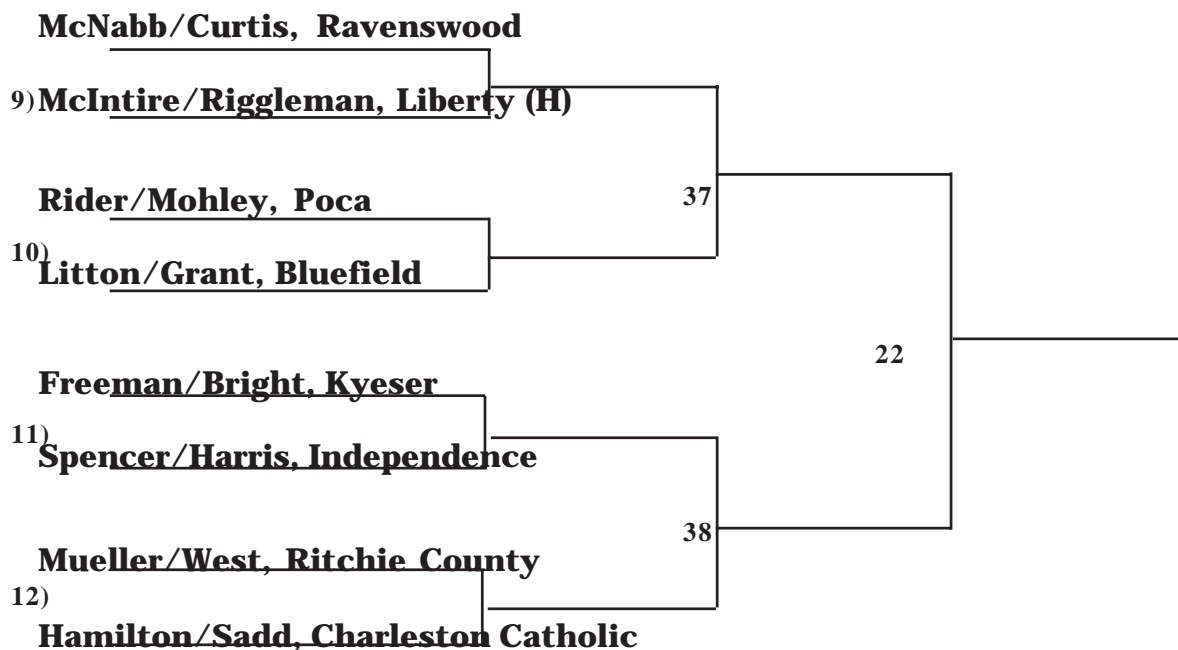 McNabb/Curtis, Ravenswood
9) McIntire/Riggleman, Liberty (H)
Rider/Mohley, Poca
37
10)
Litton/Grant, Bluefield
22
Freeman/Bright, Kyeser
11)
Spencer/Harris, Independence
38
Mueller/West, Ritchie County
12)
Hamilton/Sadd, Charleston Catholic